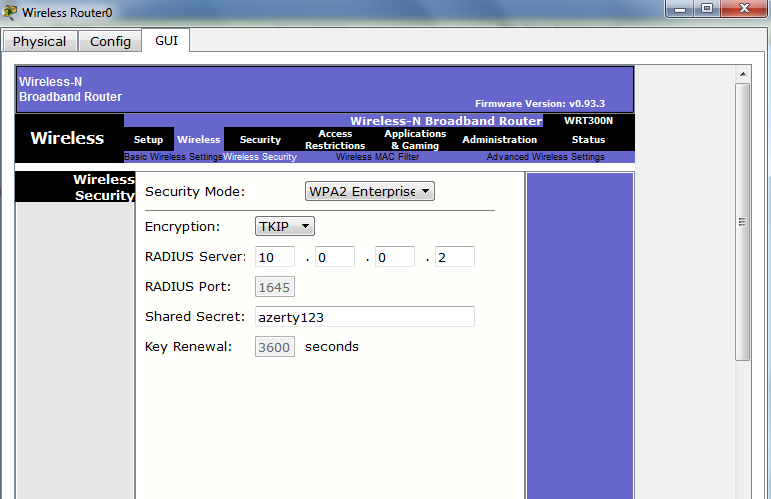 Wireless Router0
Physical Config GUI
Wireless-N
Broadband Router
Firmware Version: v0.93.3
Wireless-N Broadband Router WRT300N
Wireless
Setup Wireless Security Access Restrictions Applications & Gaming Administration Status
Basic Wireless Settings Wireless Security Wireless MAC Filter Advanced Wireless Settings
Wireless
Security
Security Mode: WPA2 Enterprise
Encryption: TKIP
RADIUS Server: 10 . 0 . 0 . 2
RADIUS Port: 1645
Shared Secret: azerty123
Key Renewal: 3600 seconds